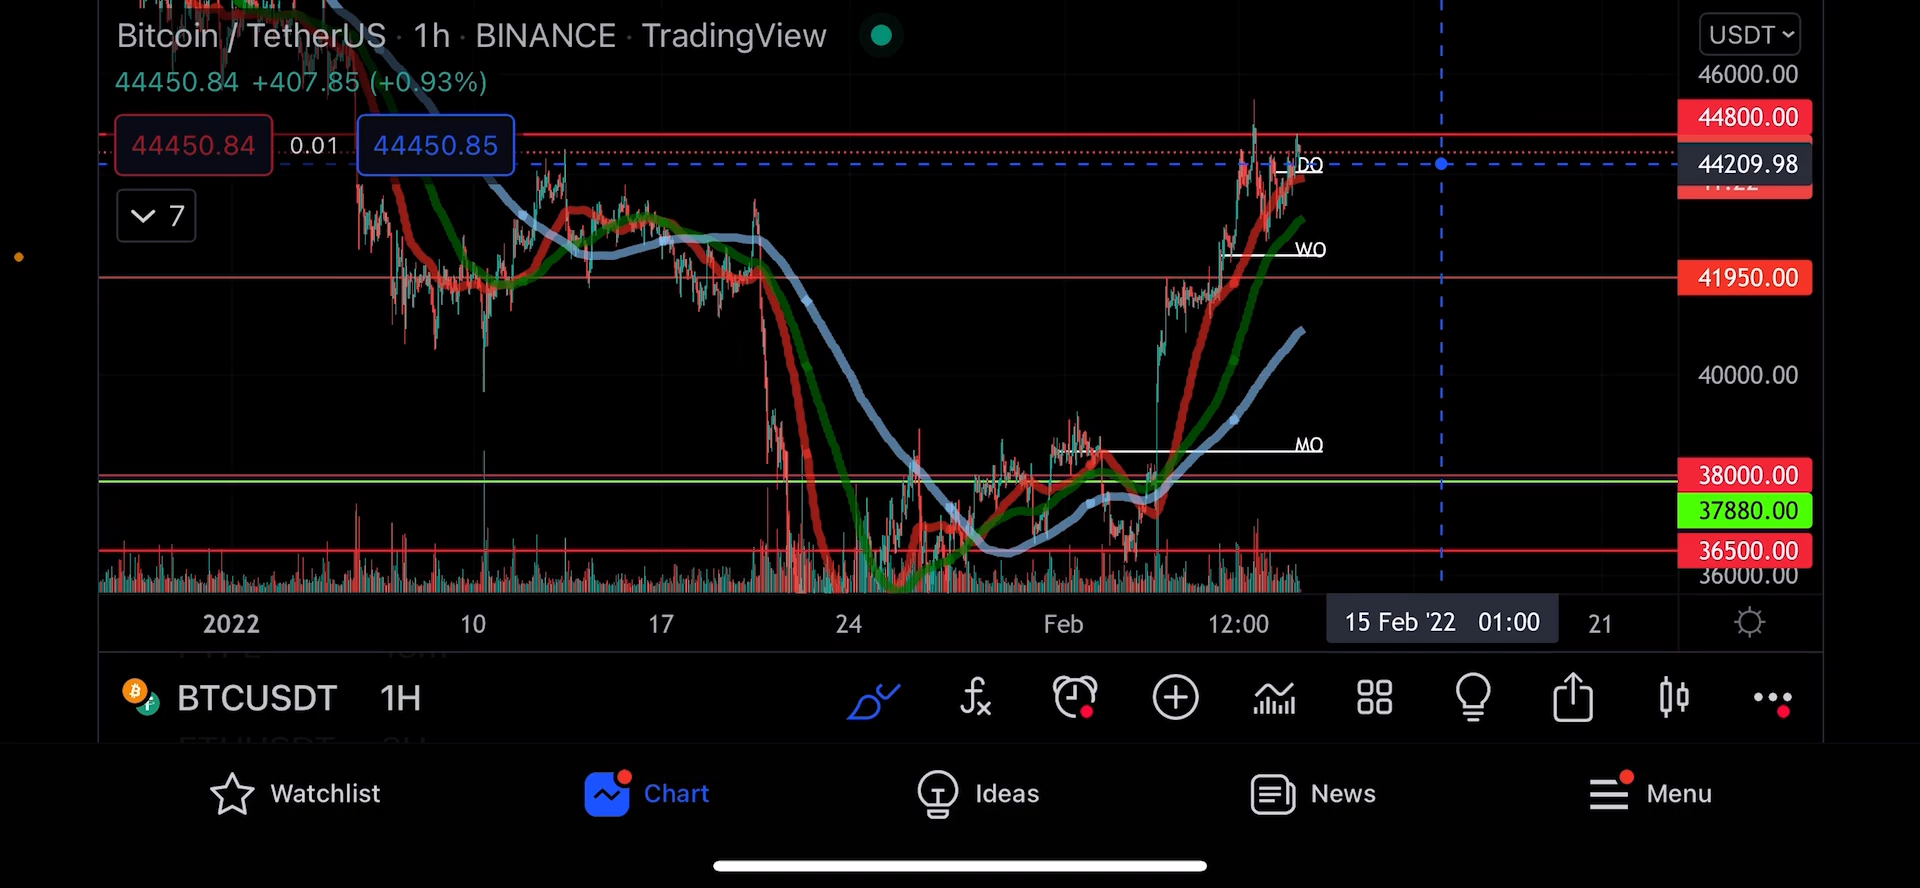 Bitcoin / TetherUS · 1h · BINANCE · TradingView
44450.84 +407.85 (+0.93%)
44450.84 0.01 44450.85
7
USDT
46000.00
44800.00
44209.98
41950.00
40000.00
38000.00
37880.00
36500.00
36000.00
DO
WO
MO
2022 10 17 24 Feb 12:00 15 Feb '22 01:00 21
BTCUSDT 1H
Watchlist Chart Ideas News Menu